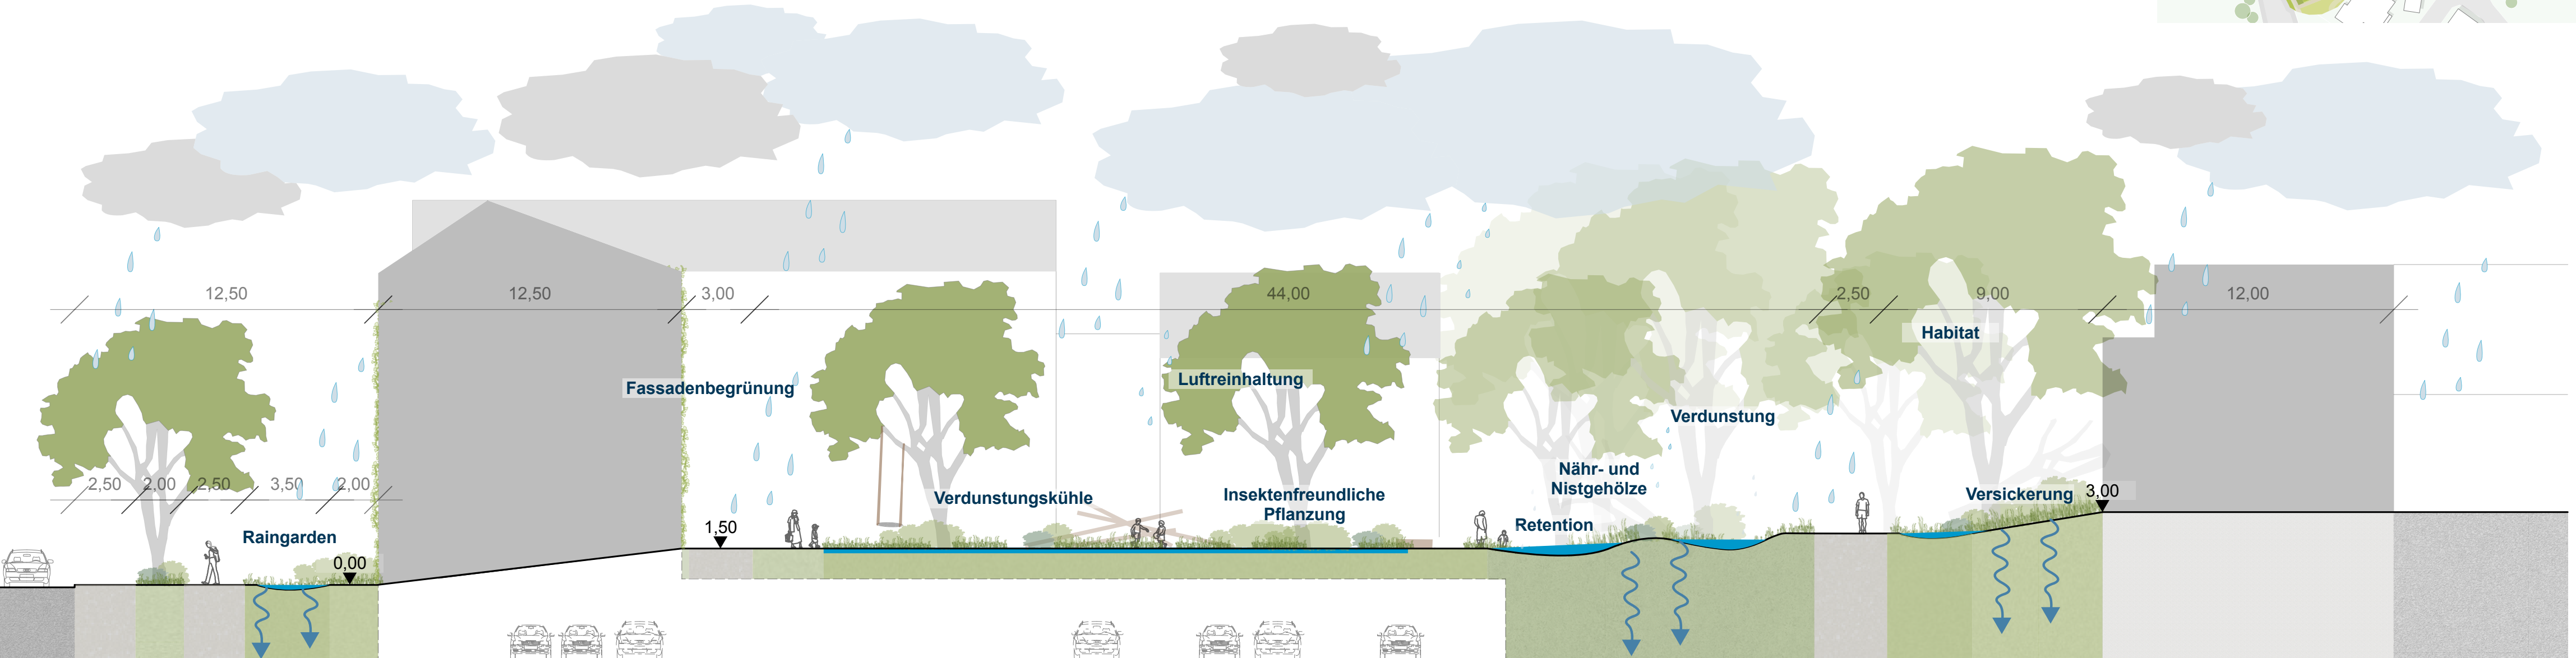 12,50
12,50
3,00
44,00
2,50
9,00
12,00
Habitat
Luftreinhaltung
Fassadenbegrünung
Verdunstung
Nähr- und
Nistgehölze
2,50
2,00
2,50
3,50
2,00
Verdunstungskühle
Insektenfreundliche
Pflanzung
Versickerung
3,00
Retention
1,50
Raingarden
0,00